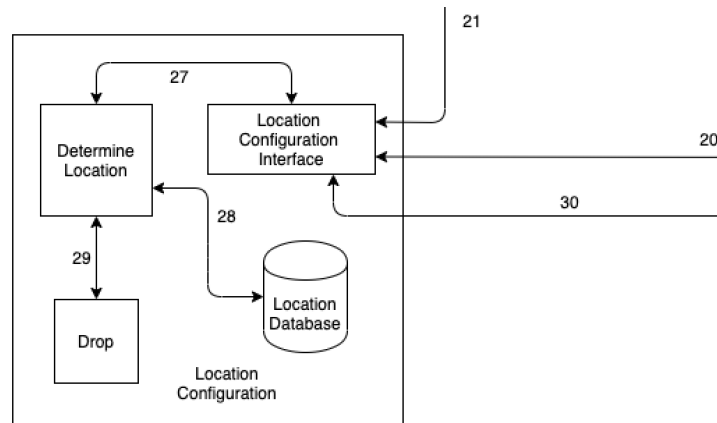 21
27
Location
Configuration
Interface
Determine
Location
20
30
28
29
Location
Database
Drop
Location
Configuration